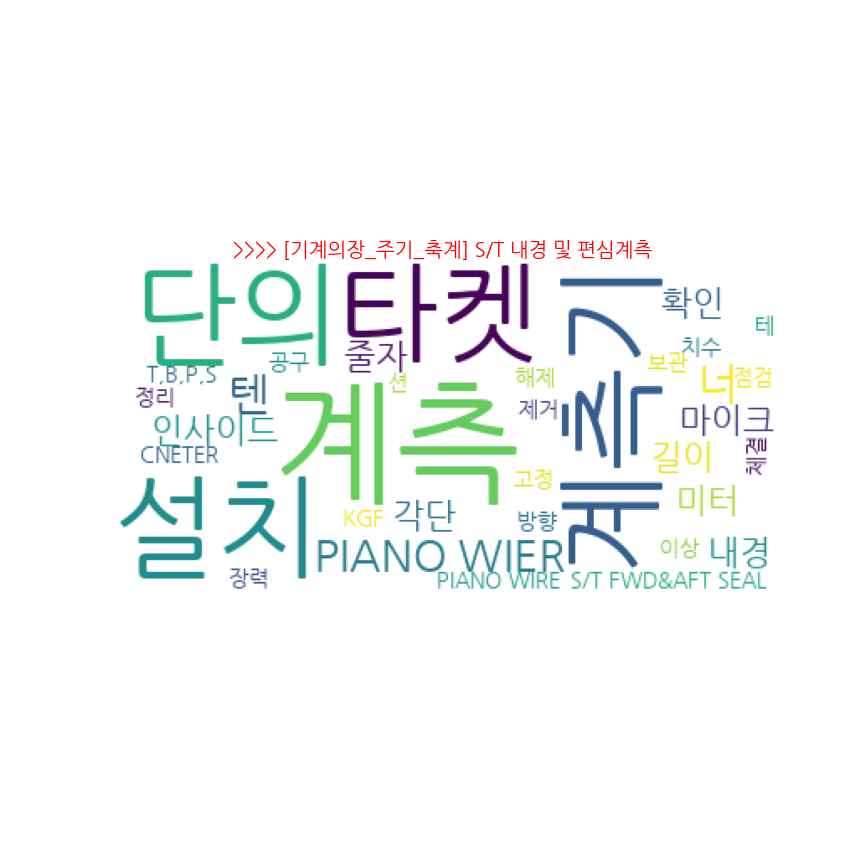 >>>> [기계의장_주기_축계] S/T 내경 및 편심계측
단의
타켓
계측기
확인
테
줄자
치수
공구
보관
T,B,P,S
텐
션
해제
너
점검
정리
계측
제거
마이크
인사이드
체결
CNETER
길이
고정
설치
KGF
각단
방향
미터
PIANO WIER
이상
내경
장력
PIANO WIRE
S/T FWD&AFT SEAL